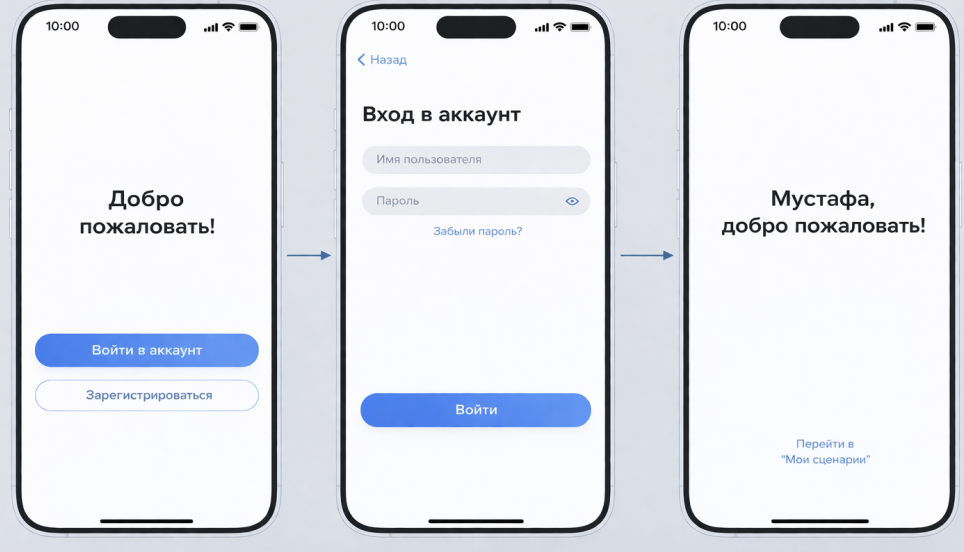 10:00
Добро
пожаловать!
Войти в аккаунт
Зарегистрироваться
10:00
Назад
Вход в аккаунт
Имя пользователя
Пароль
Забыли пароль?
Войти
10:00
Мустафа,
добро пожаловать!
Перейти в
"Мои сценарии"